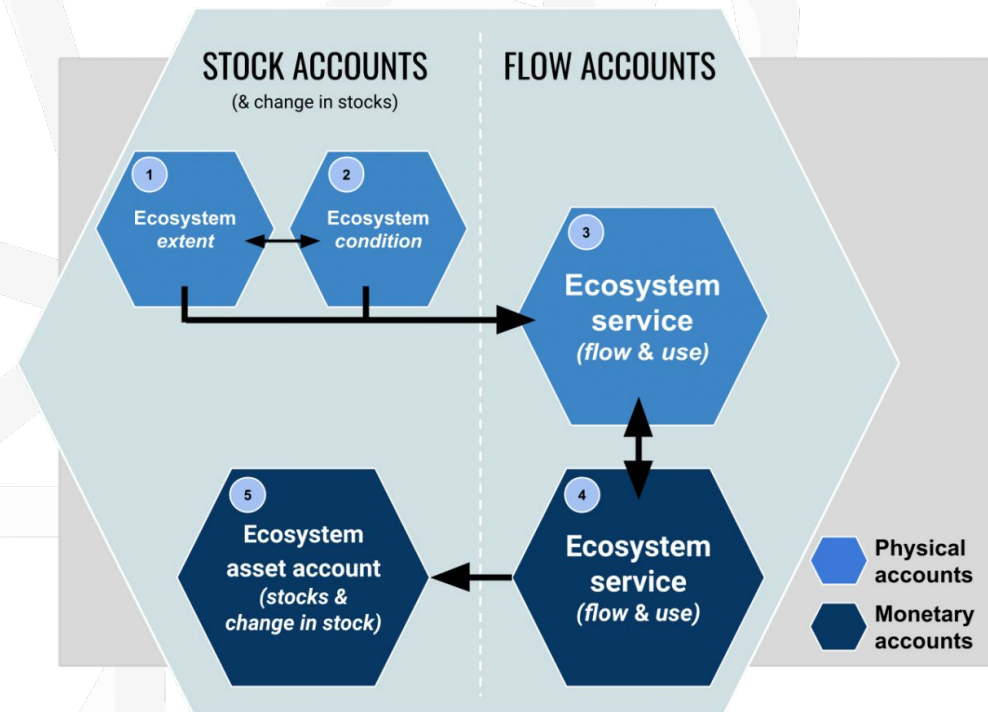 STOCK ACCOUNTS
(& change in stocks)
FLOW ACCOUNTS
1
Ecosystem
extent
2
Ecosystem
condition
3
Ecosystem
service
(flow & use)
5
Ecosystem
asset account
(stocks &
change in stock)
4
Ecosystem
service
(flow & use)
Physical
accounts
Monetary
accounts